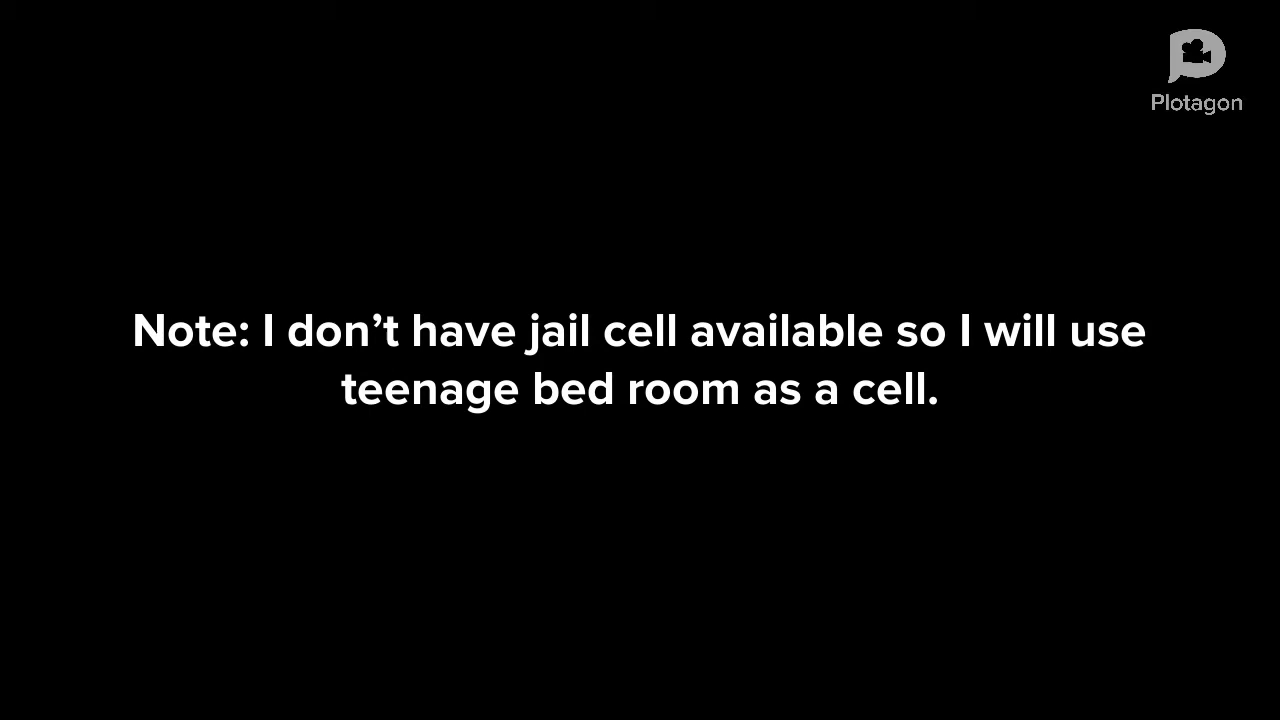 Plotagon
Note: I don’t have jail cell available so I will use
teenage bed room as a cell.